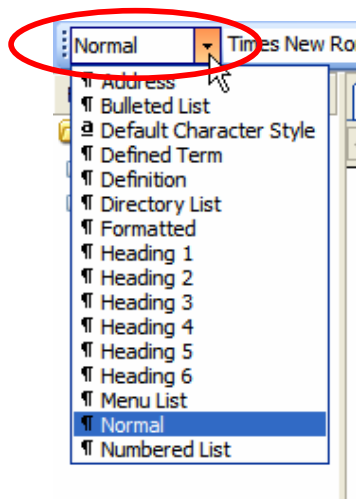 Normal Times New Ro
¶ Address
¶ Bulleted List
a Default Character Style
¶ Defined Term
¶ Definition
¶ Directory List
¶ Formatted
¶ Heading 1
¶ Heading 2
¶ Heading 3
¶ Heading 4
¶ Heading 5
¶ Heading 6
¶ Menu List
¶ Normal
¶ Numbered List